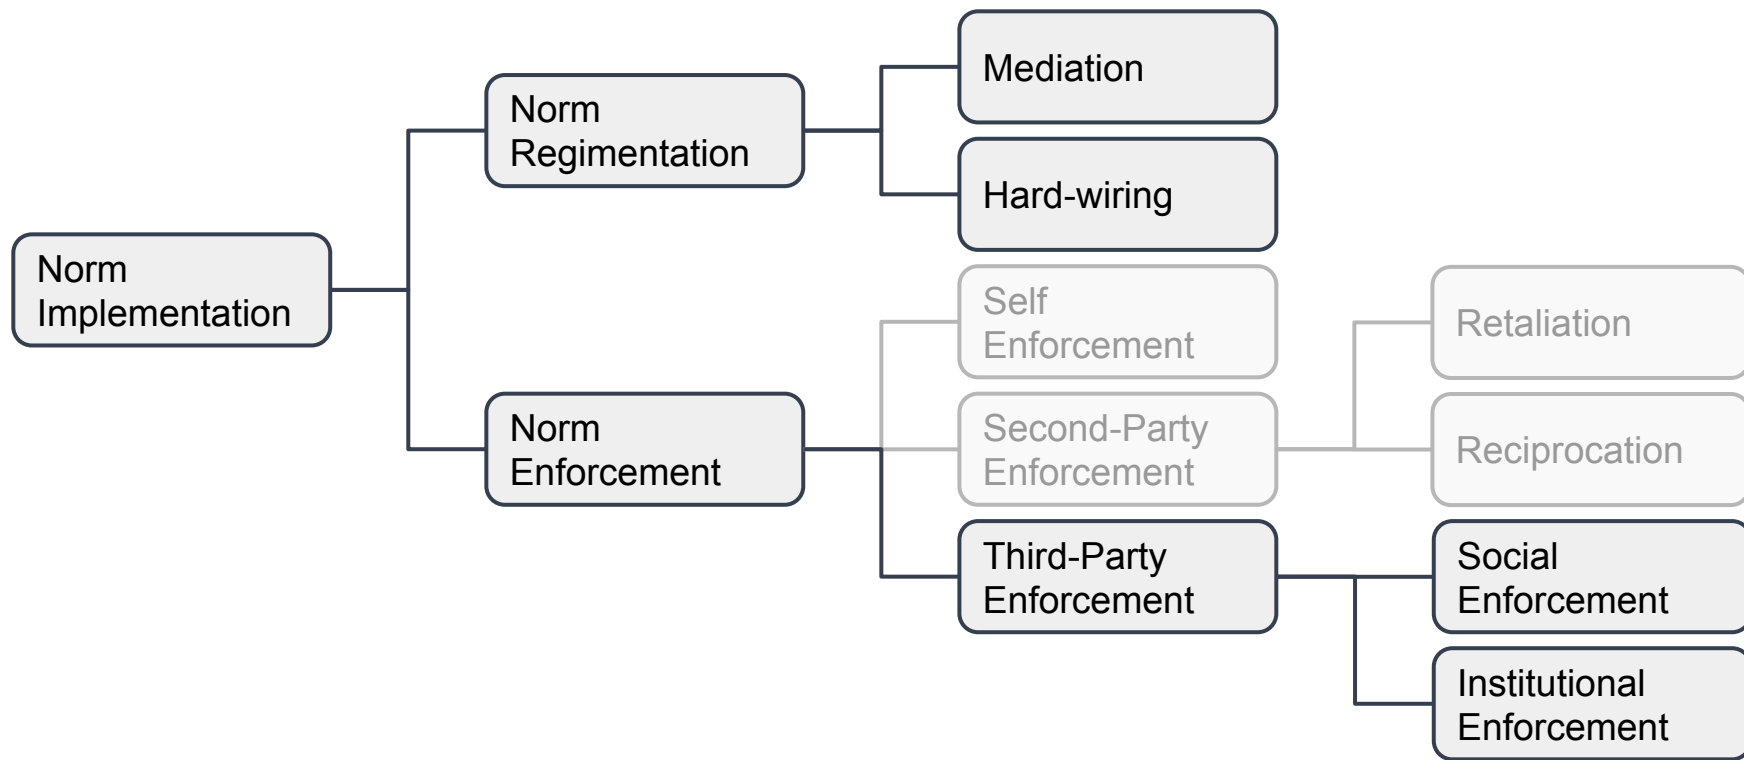 Norm
Implementation
Norm
Regimentation
Norm
Enforcement
Mediation
Hard-wiring
Self
Enforcement
Second-Party
Enforcement
Third-Party
Enforcement
Retaliation
Reciprocation
Social
Enforcement
Institutional
Enforcement